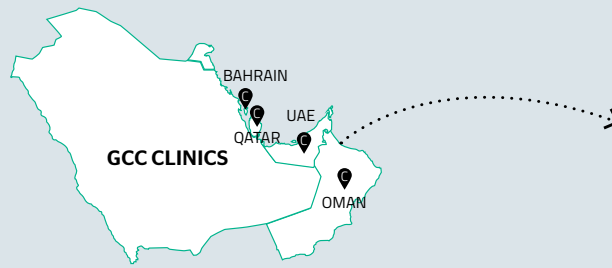 BAHRAIN
C
C
UAE
QATAR
C
GCC CLINICS
C
OMAN